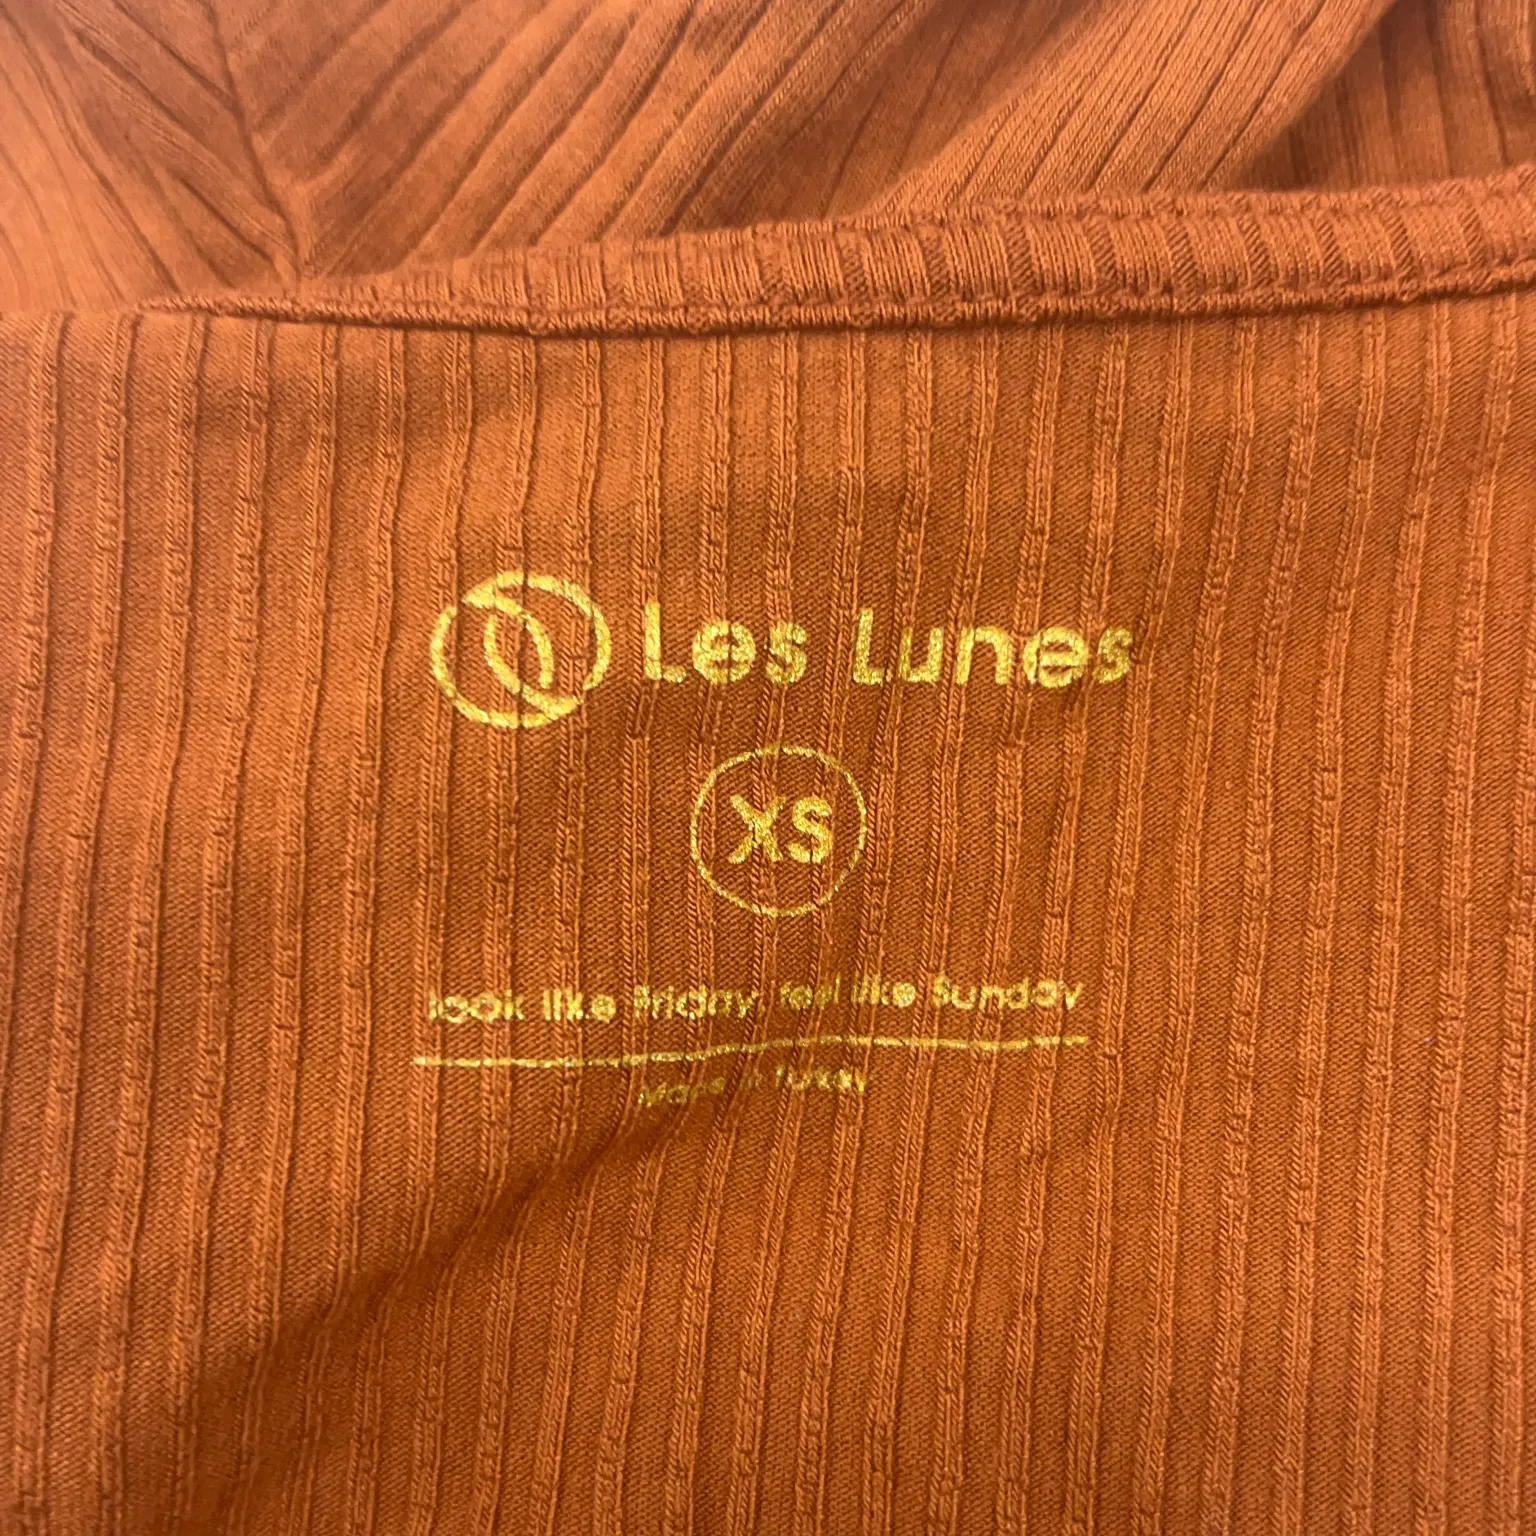 Les Lunes
XS
look like Friday, feel like Sunday
Made in Turkey